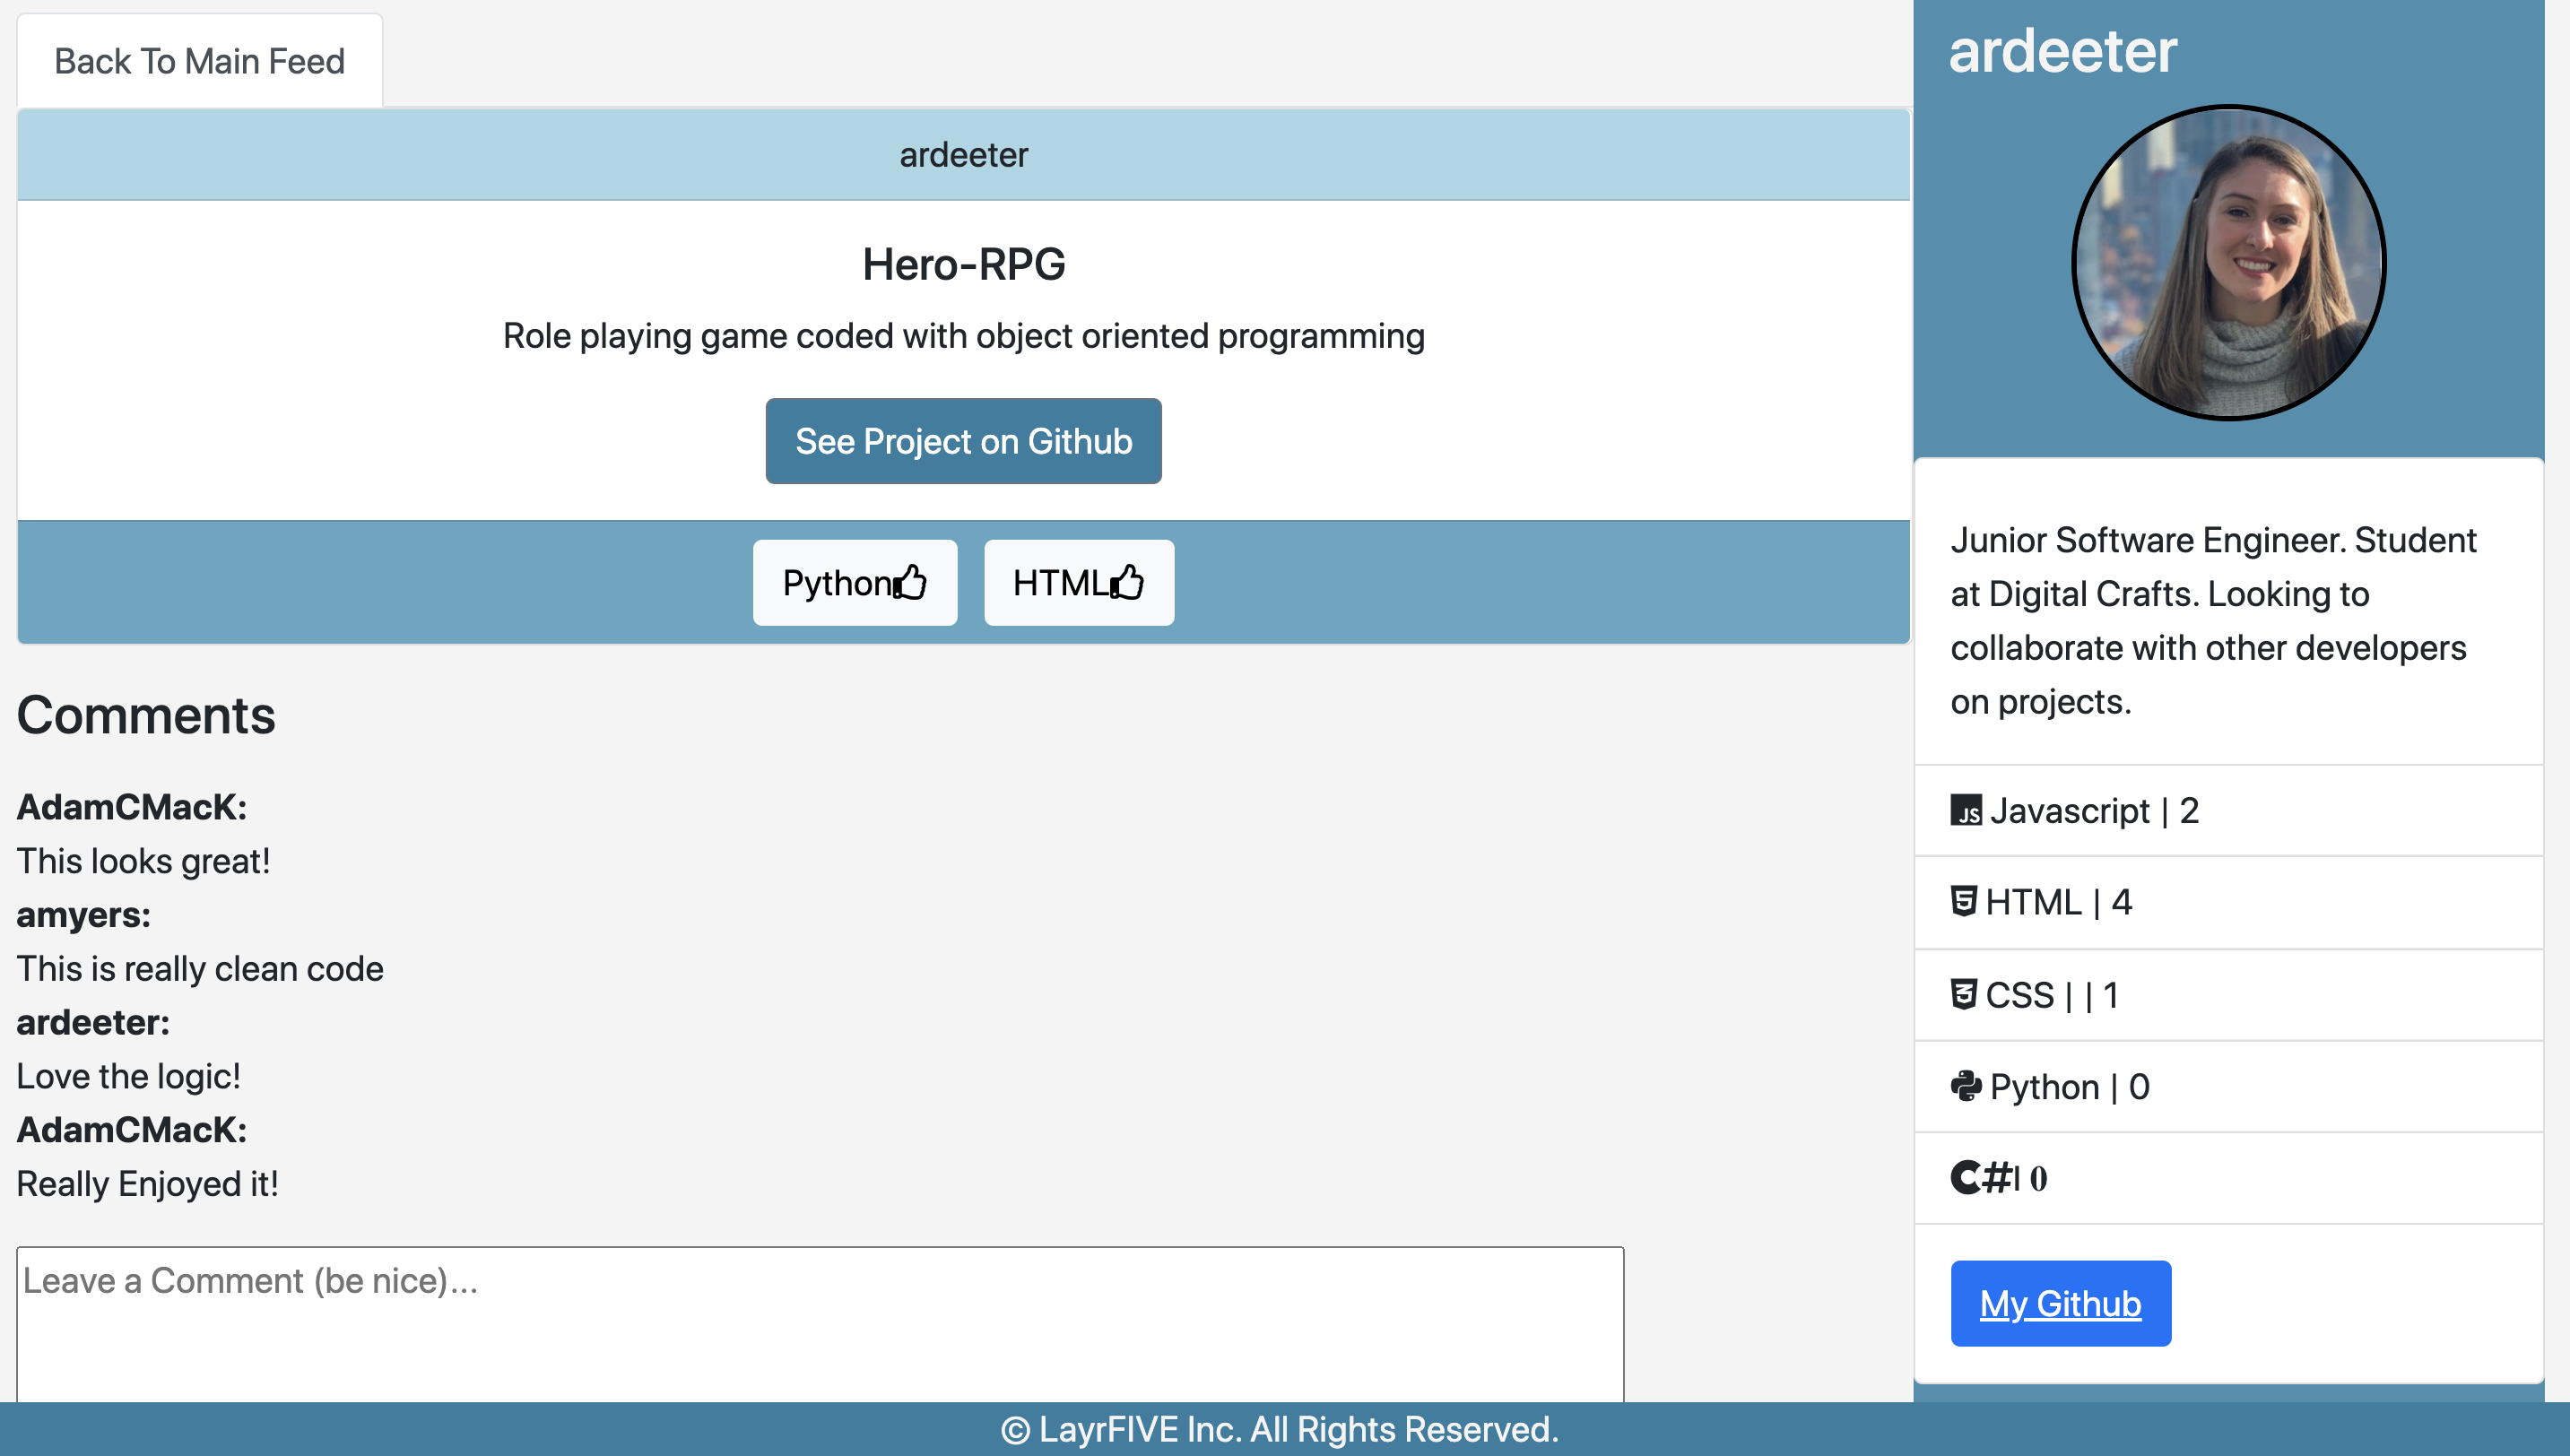 Back To Main Feed
ardeeter
Hero-RPG
Role playing game coded with object oriented programming
See Project on Github
Python
HTML
Comments
AdamCMacK:
This looks great!
amyers:
This is really clean code
ardeeter:
Love the logic!
AdamCMacK:
Really Enjoyed it!
Leave a Comment (be nice)...
ardeeter
Junior Software Engineer. Student
at Digital Crafts. Looking to
collaborate with other developers
on projects.
JS Javascript | 2
5 HTML | 4
3 CSS | | 1
Python | 0
C#| 0
My Github
© LayrFIVE Inc. All Rights Reserved.